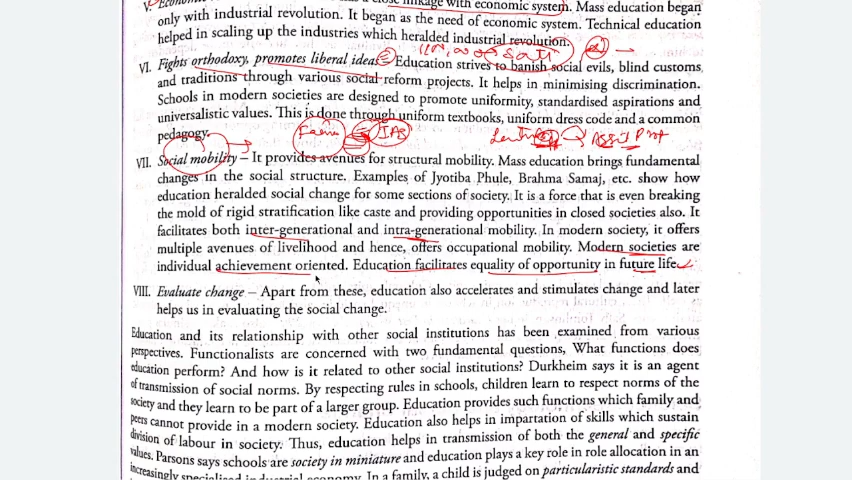 V. Economic linkage with economic system. Mass education began
only with industrial revolution. It began as the need of economic system. Technical education
helped in scaling up the industries which heralded industrial revolution.
Sati
VI. Fights orthodoxy, promotes liberal ideas – Education strives to banish social evils, blind customs,
and traditions through various social reform projects. It helps in minimising discrimination.
Schools in modern societies are designed to promote uniformity, standardised aspirations and
universalistic values. This is done through uniform textbooks, uniform dress code and a common
pedagogy.
IAS
Prof
VII. Social mobility – It provides avenues for structural mobility. Mass education brings fundamental
changes in the social structure. Examples of Jyotiba Phule, Brahma Samaj, etc. show how
education heralded social change for some sections of society. It is a force that is even breaking
the mold of rigid stratification like caste and providing opportunities in closed societies also. It
facilitates both inter-generational and intra-generational mobility. In modern society, it offers
multiple avenues of livelihood and hence, offers occupational mobility. Modern societies are
individual achievement oriented. Education facilitates equality of opportunity in future life.
VIII. Evaluate change – Apart from these, education also accelerates and stimulates change and later
helps us in evaluating the social change.
Education and its relationship with other social institutions has been examined from various
perspectives. Functionalists are concerned with two fundamental questions, What functions does
education perform? And how is it related to other social institutions? Durkheim says it is an agent
of transmission of social norms. By respecting rules in schools, children learn to respect norms of the
society and they learn to be part of a larger group. Education provides such functions which family and
peers cannot provide in a modern society. Education also helps in impartation of skills which sustain
division of labour in society. Thus, education helps in transmission of both the general and specific
values. Parsons says schools are society in miniature and education plays a key role in role allocation in an
increasingly specialised industrial economy. In a family, a child is judged on particularistic standards and